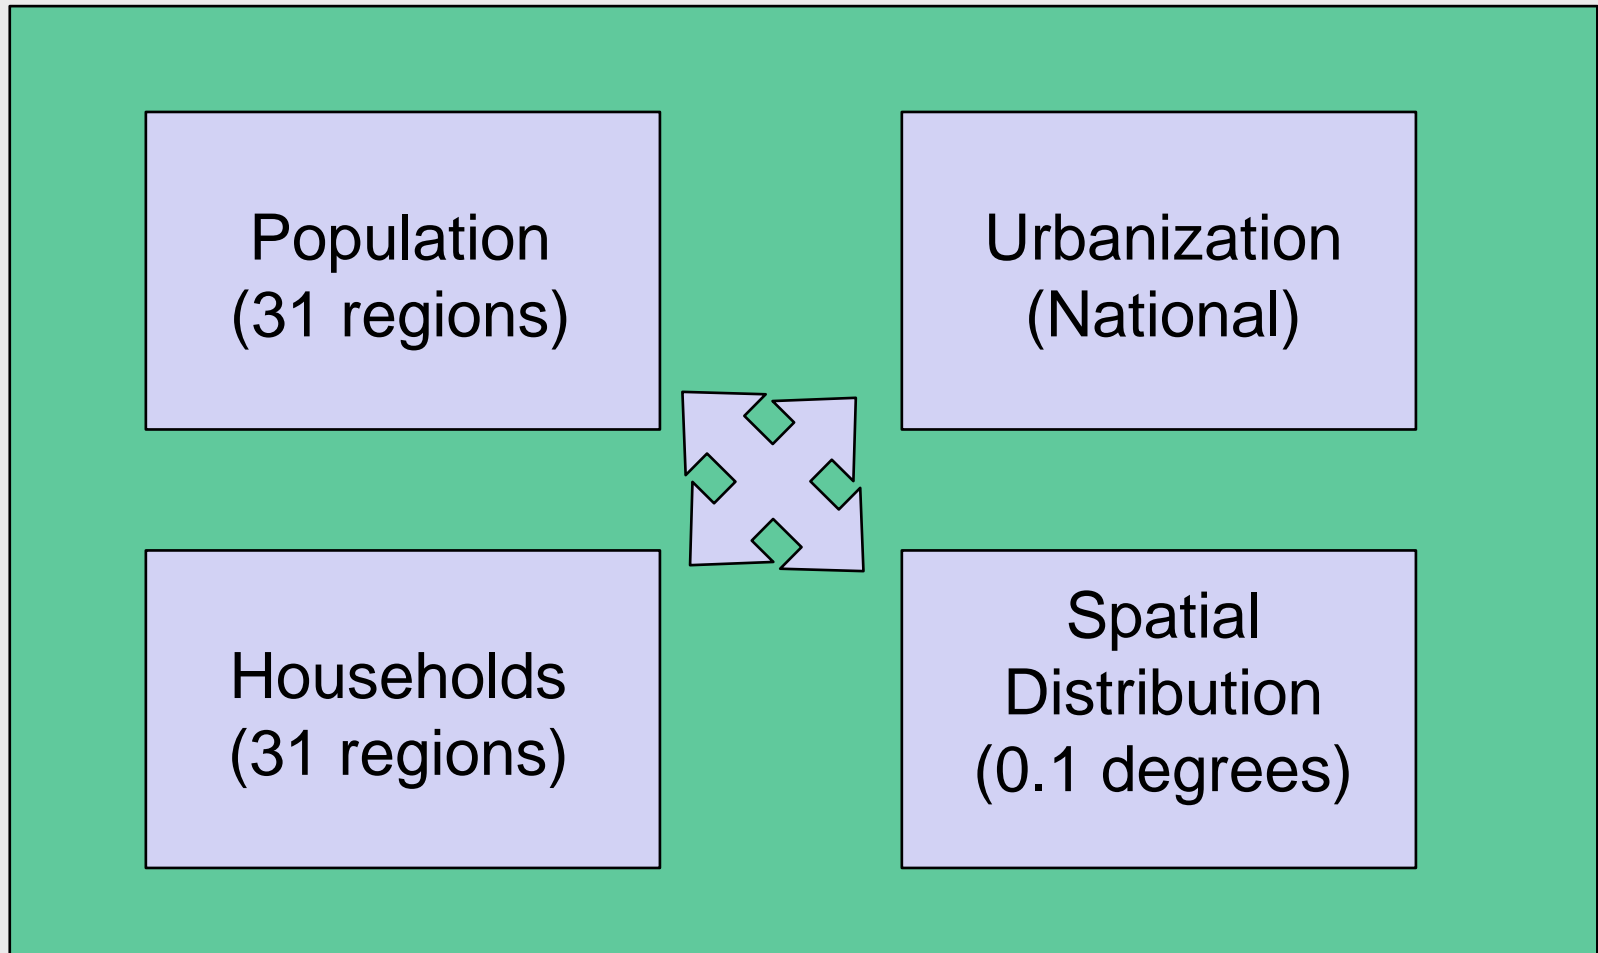 Population
(31 regions)
Urbanization
(National)
Households
(31 regions)
Spatial
Distribution
(0.1 degrees)